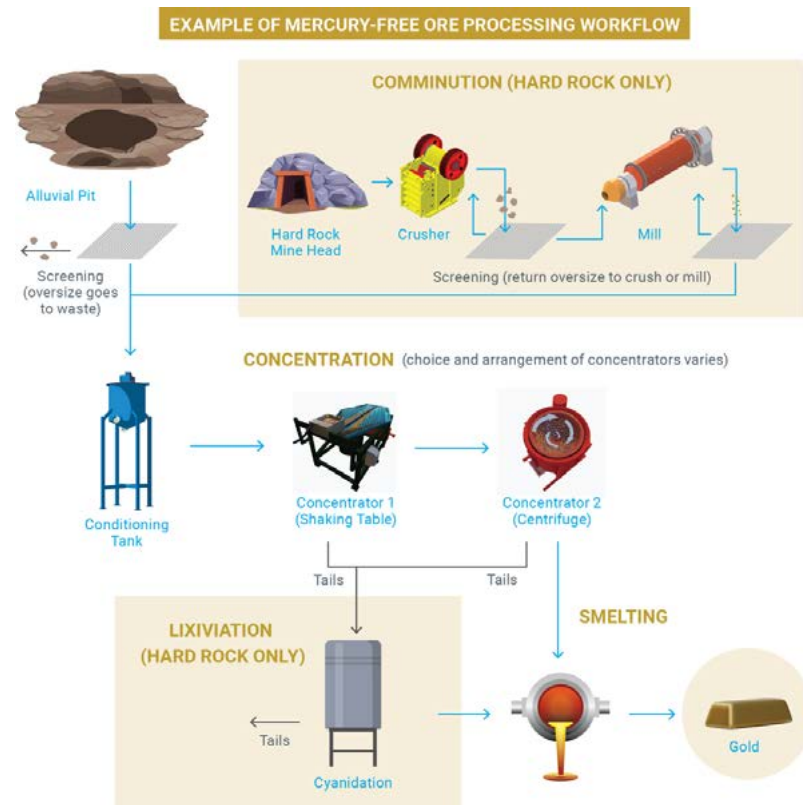 EXAMPLE OF MERCURY-FREE ORE PROCESSING WORKFLOW
COMMINUTION (HARD ROCK ONLY)
Alluvial Pit
Hard Rock
Mine Head
Crusher
Mill
Screening
(oversize goes
to waste)
Screening (return oversize to crush or mill)
CONCENTRATION (choice and arrangement of concentrators varies)
Conditioning
Tank
Concentrator 1
(Shaking Table)
Concentrator 2
(Centrifuge)
Tails
Tails
LIXIVIATION
(HARD ROCK ONLY)
SMELTING
Tails
Cyanidation
Gold